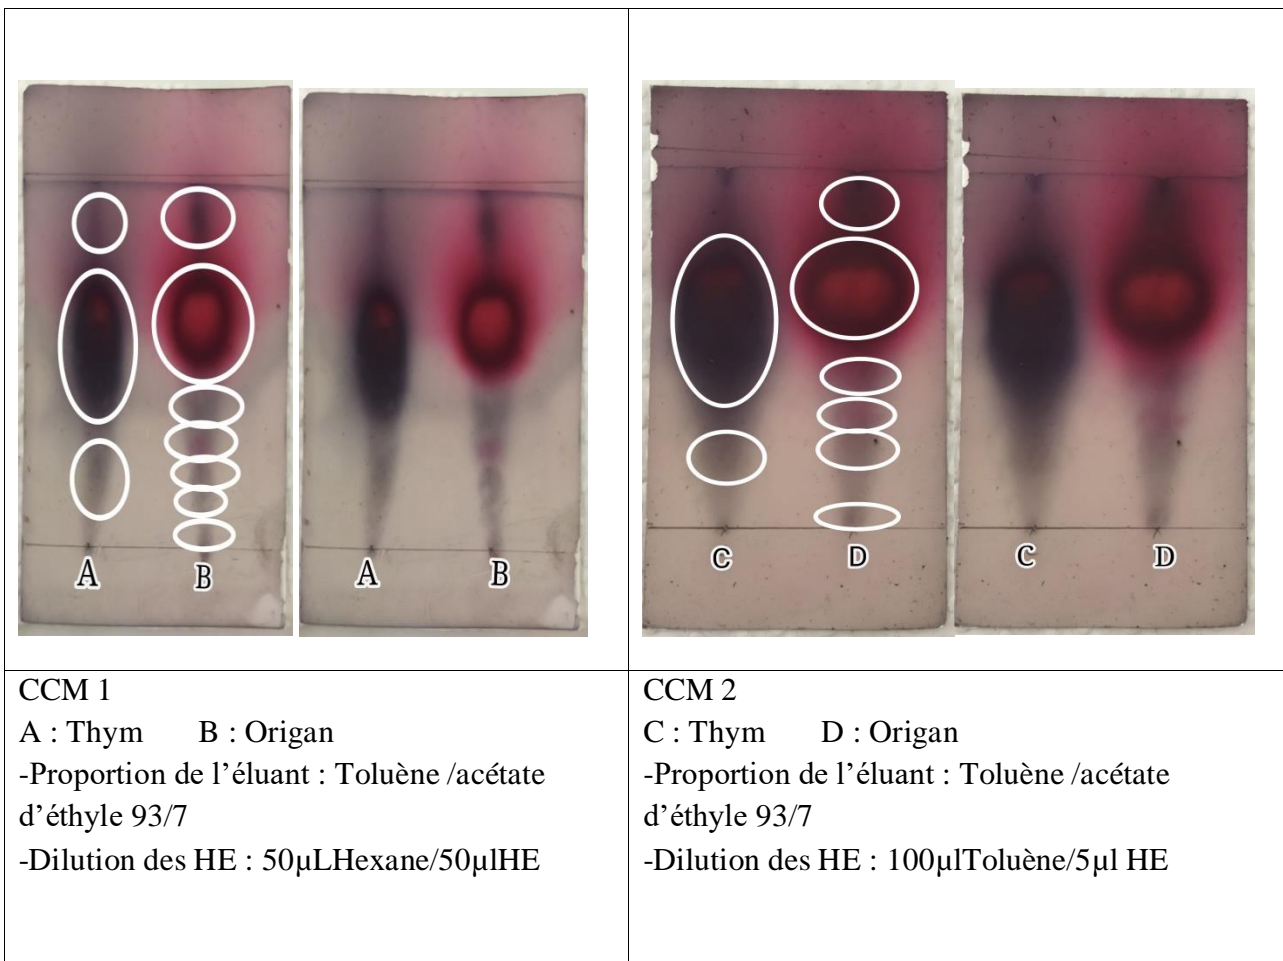 A B A B
C D C D
CCM 1
A : Thym B : Origan
-Proportion de l’éluant : Toluène /acétate
d’éthyle 93/7
-Dilution des HE : 50µLHexane/50µlHE
CCM 2
C : Thym D : Origan
-Proportion de l’éluant : Toluène /acétate
d’éthyle 93/7
-Dilution des HE : 100µlToluène/5µl HE